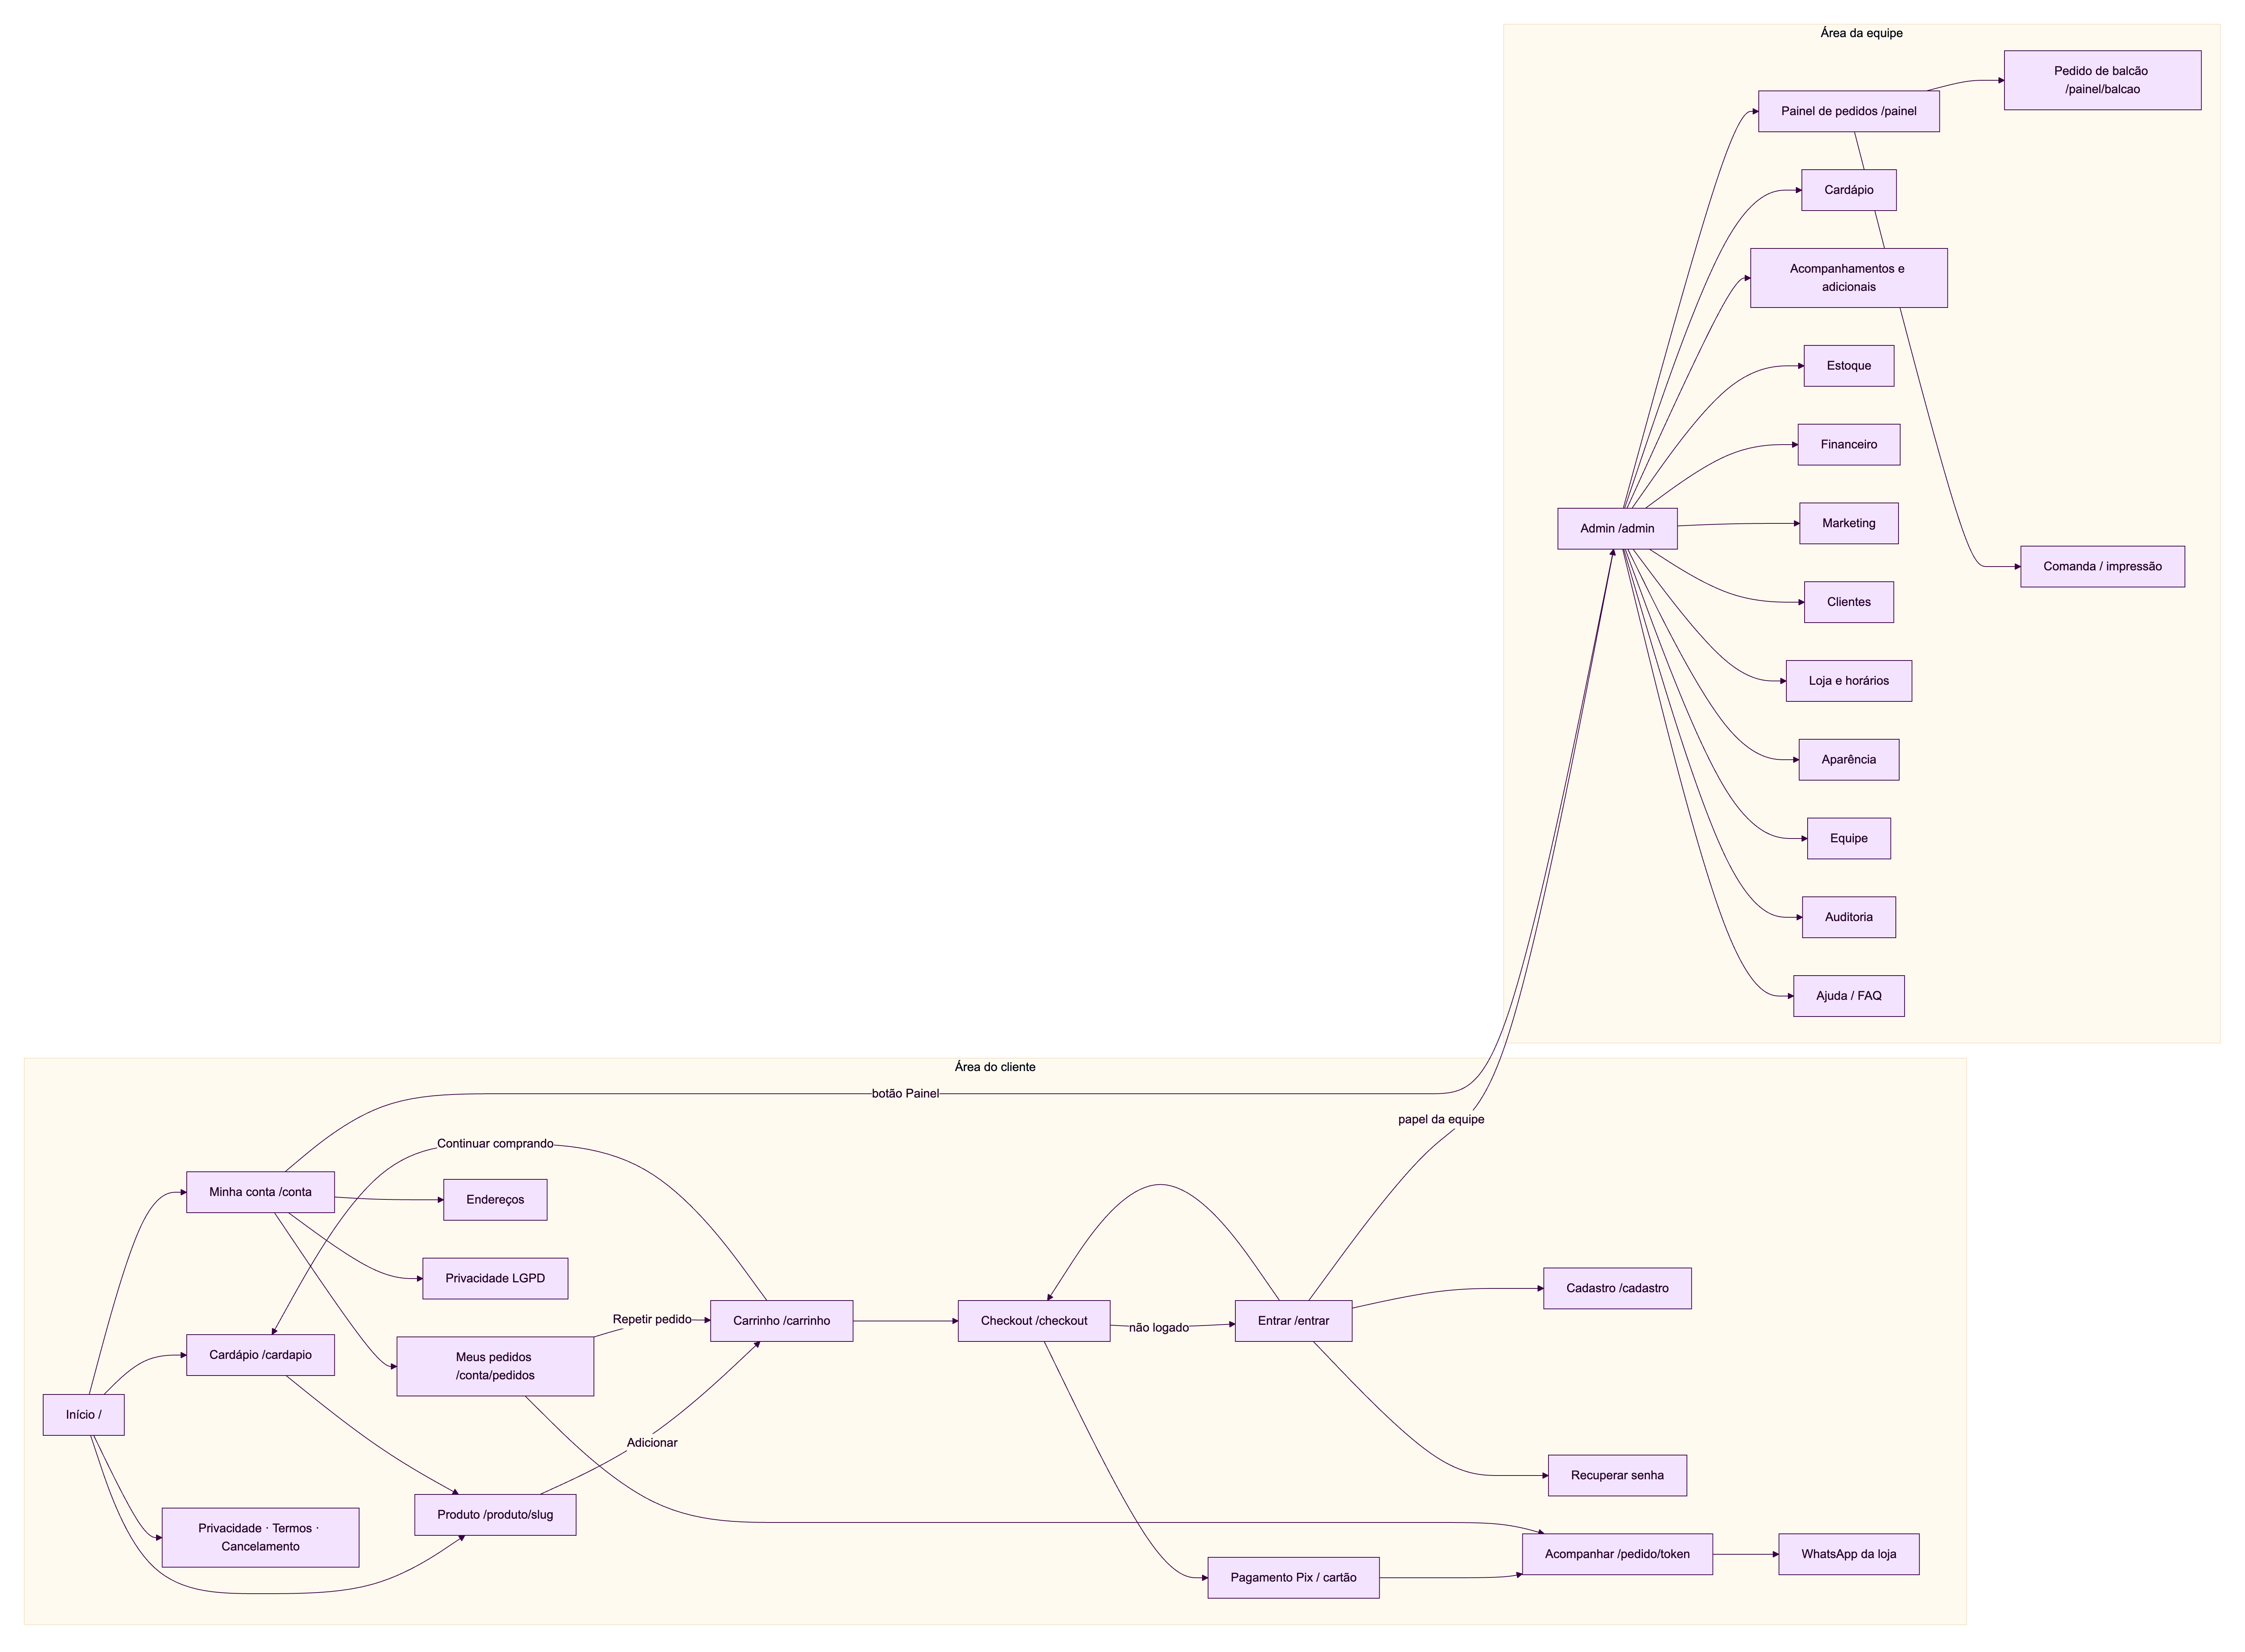 Área da equipe
Pedido de balcão
/painel/balcao
Painel de pedidos /painel
Cardápio
Acompanhamentos e
adicionais
Estoque
Financeiro
Marketing
Admin /admin
Comanda / impressão
Clientes
Loja e horários
Aparência
Equipe
Auditoria
Ajuda / FAQ
Área do cliente
botão Painel
papel da equipe
Continuar comprando
Minha conta /conta
Endereços
Privacidade LGPD
Cadastro /cadastro
Repetir pedido
Carrinho /carrinho
Checkout /checkout
não logado
Entrar /entrar
Cardápio /cardapio
Meus pedidos
/conta/pedidos
Início /
Adicionar
Recuperar senha
Produto /produto/slug
Privacidade · Termos ·
Cancelamento
Acompanhar /pedido/token
WhatsApp da loja
Pagamento Pix / cartão